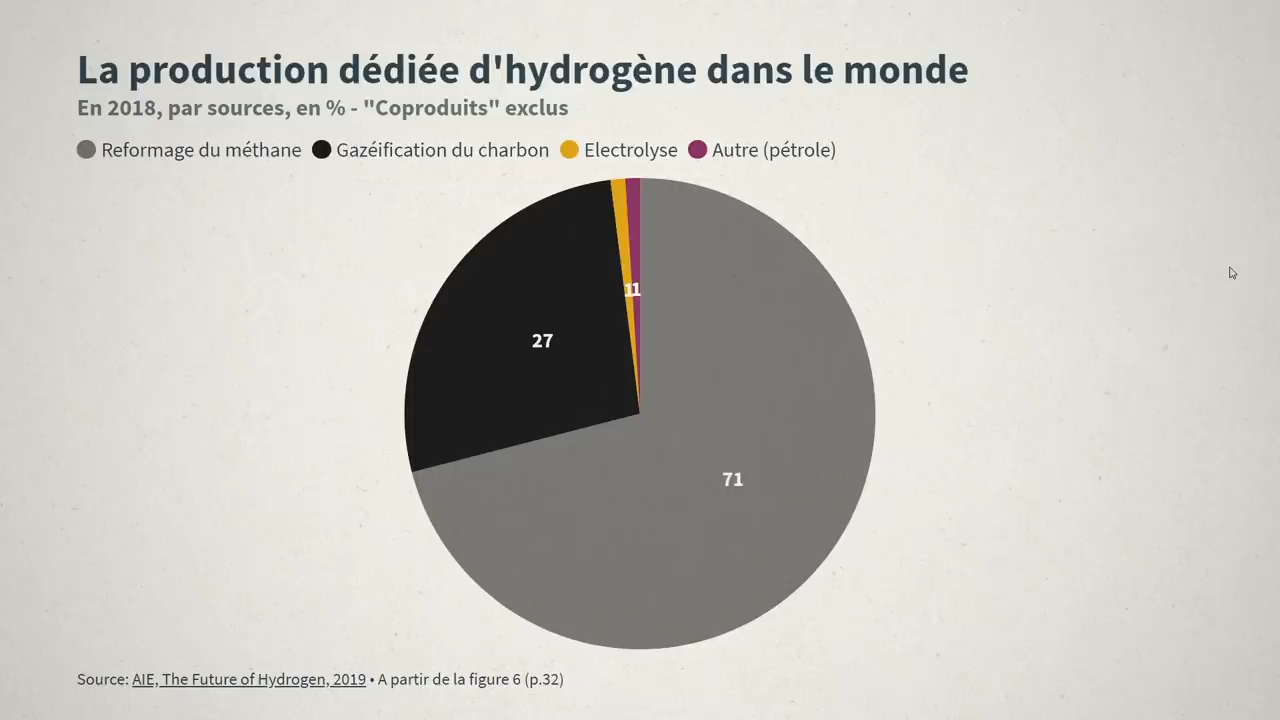 La production dédiée d'hydrogène dans le monde
En 2018, par sources, en % - "Coproduits" exclus
Reformage du méthane Gazéification du charbon Electrolyse Autre (pétrole)
1 1
27
71
Source: AIE, The Future of Hydrogen, 2019 • A partir de la figure 6 (p.32)